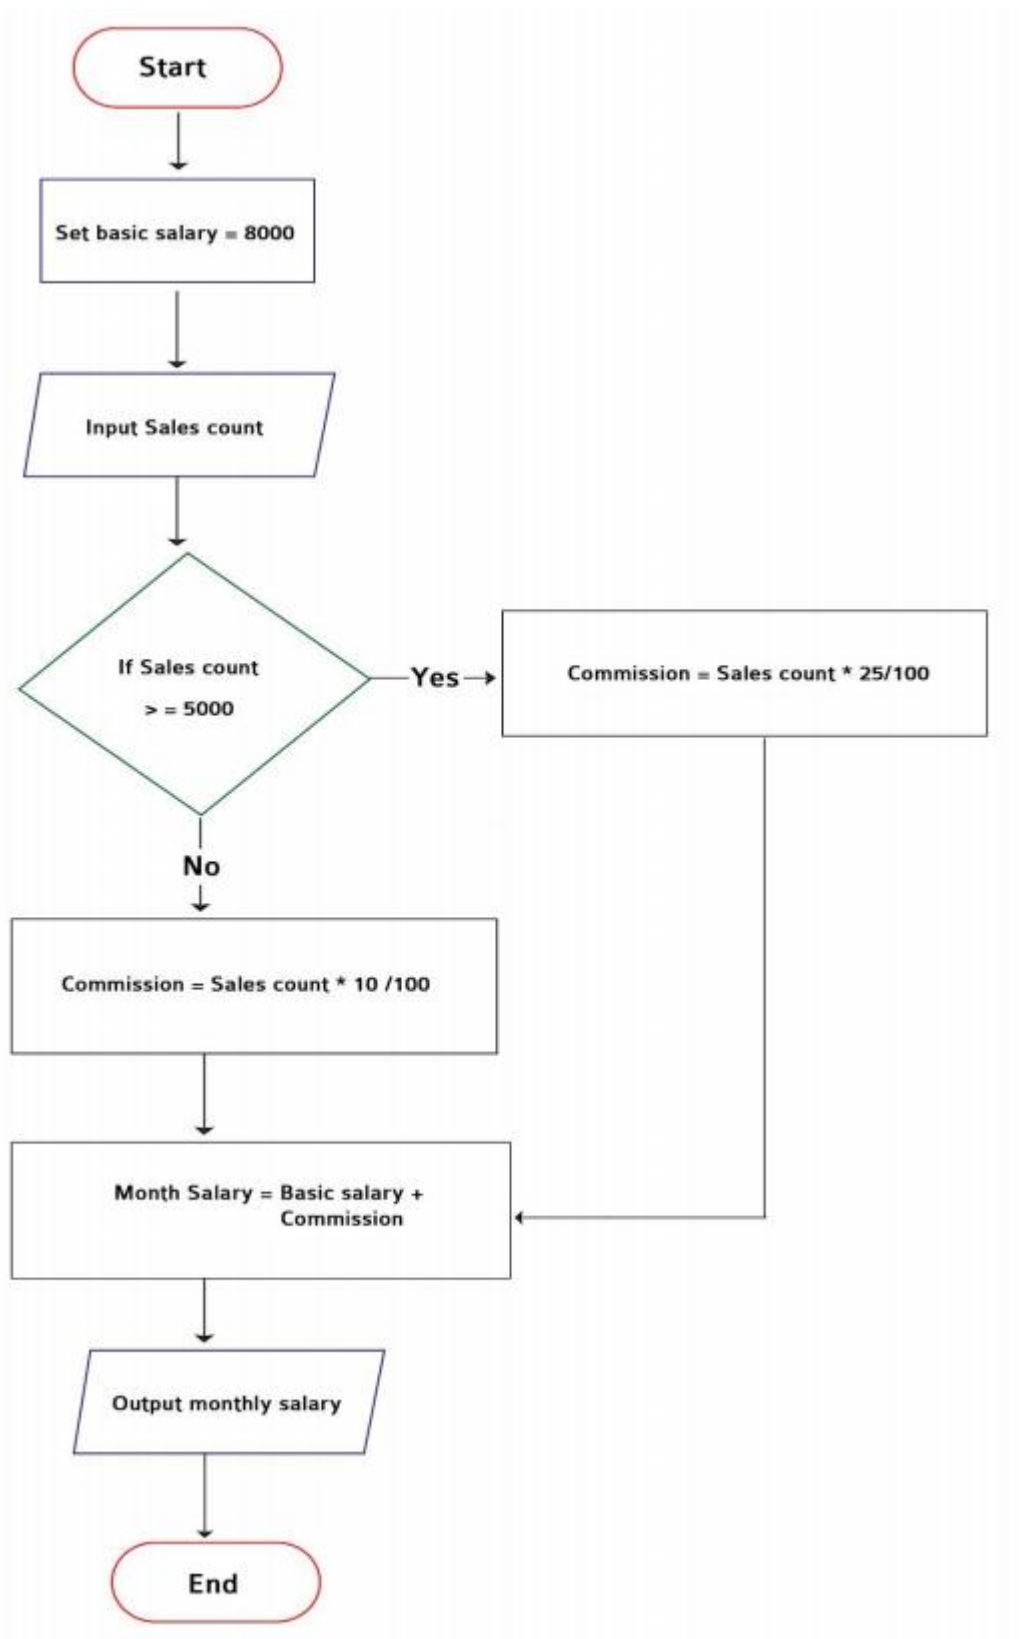 Start
Set basic salary = 8000
Input Sales count
If Sales count
> = 5000
Yes
Commission = Sales count * 25/100
No
Commission = Sales count * 10 /100
Month Salary = Basic salary +
Commission
Output monthly salary
End